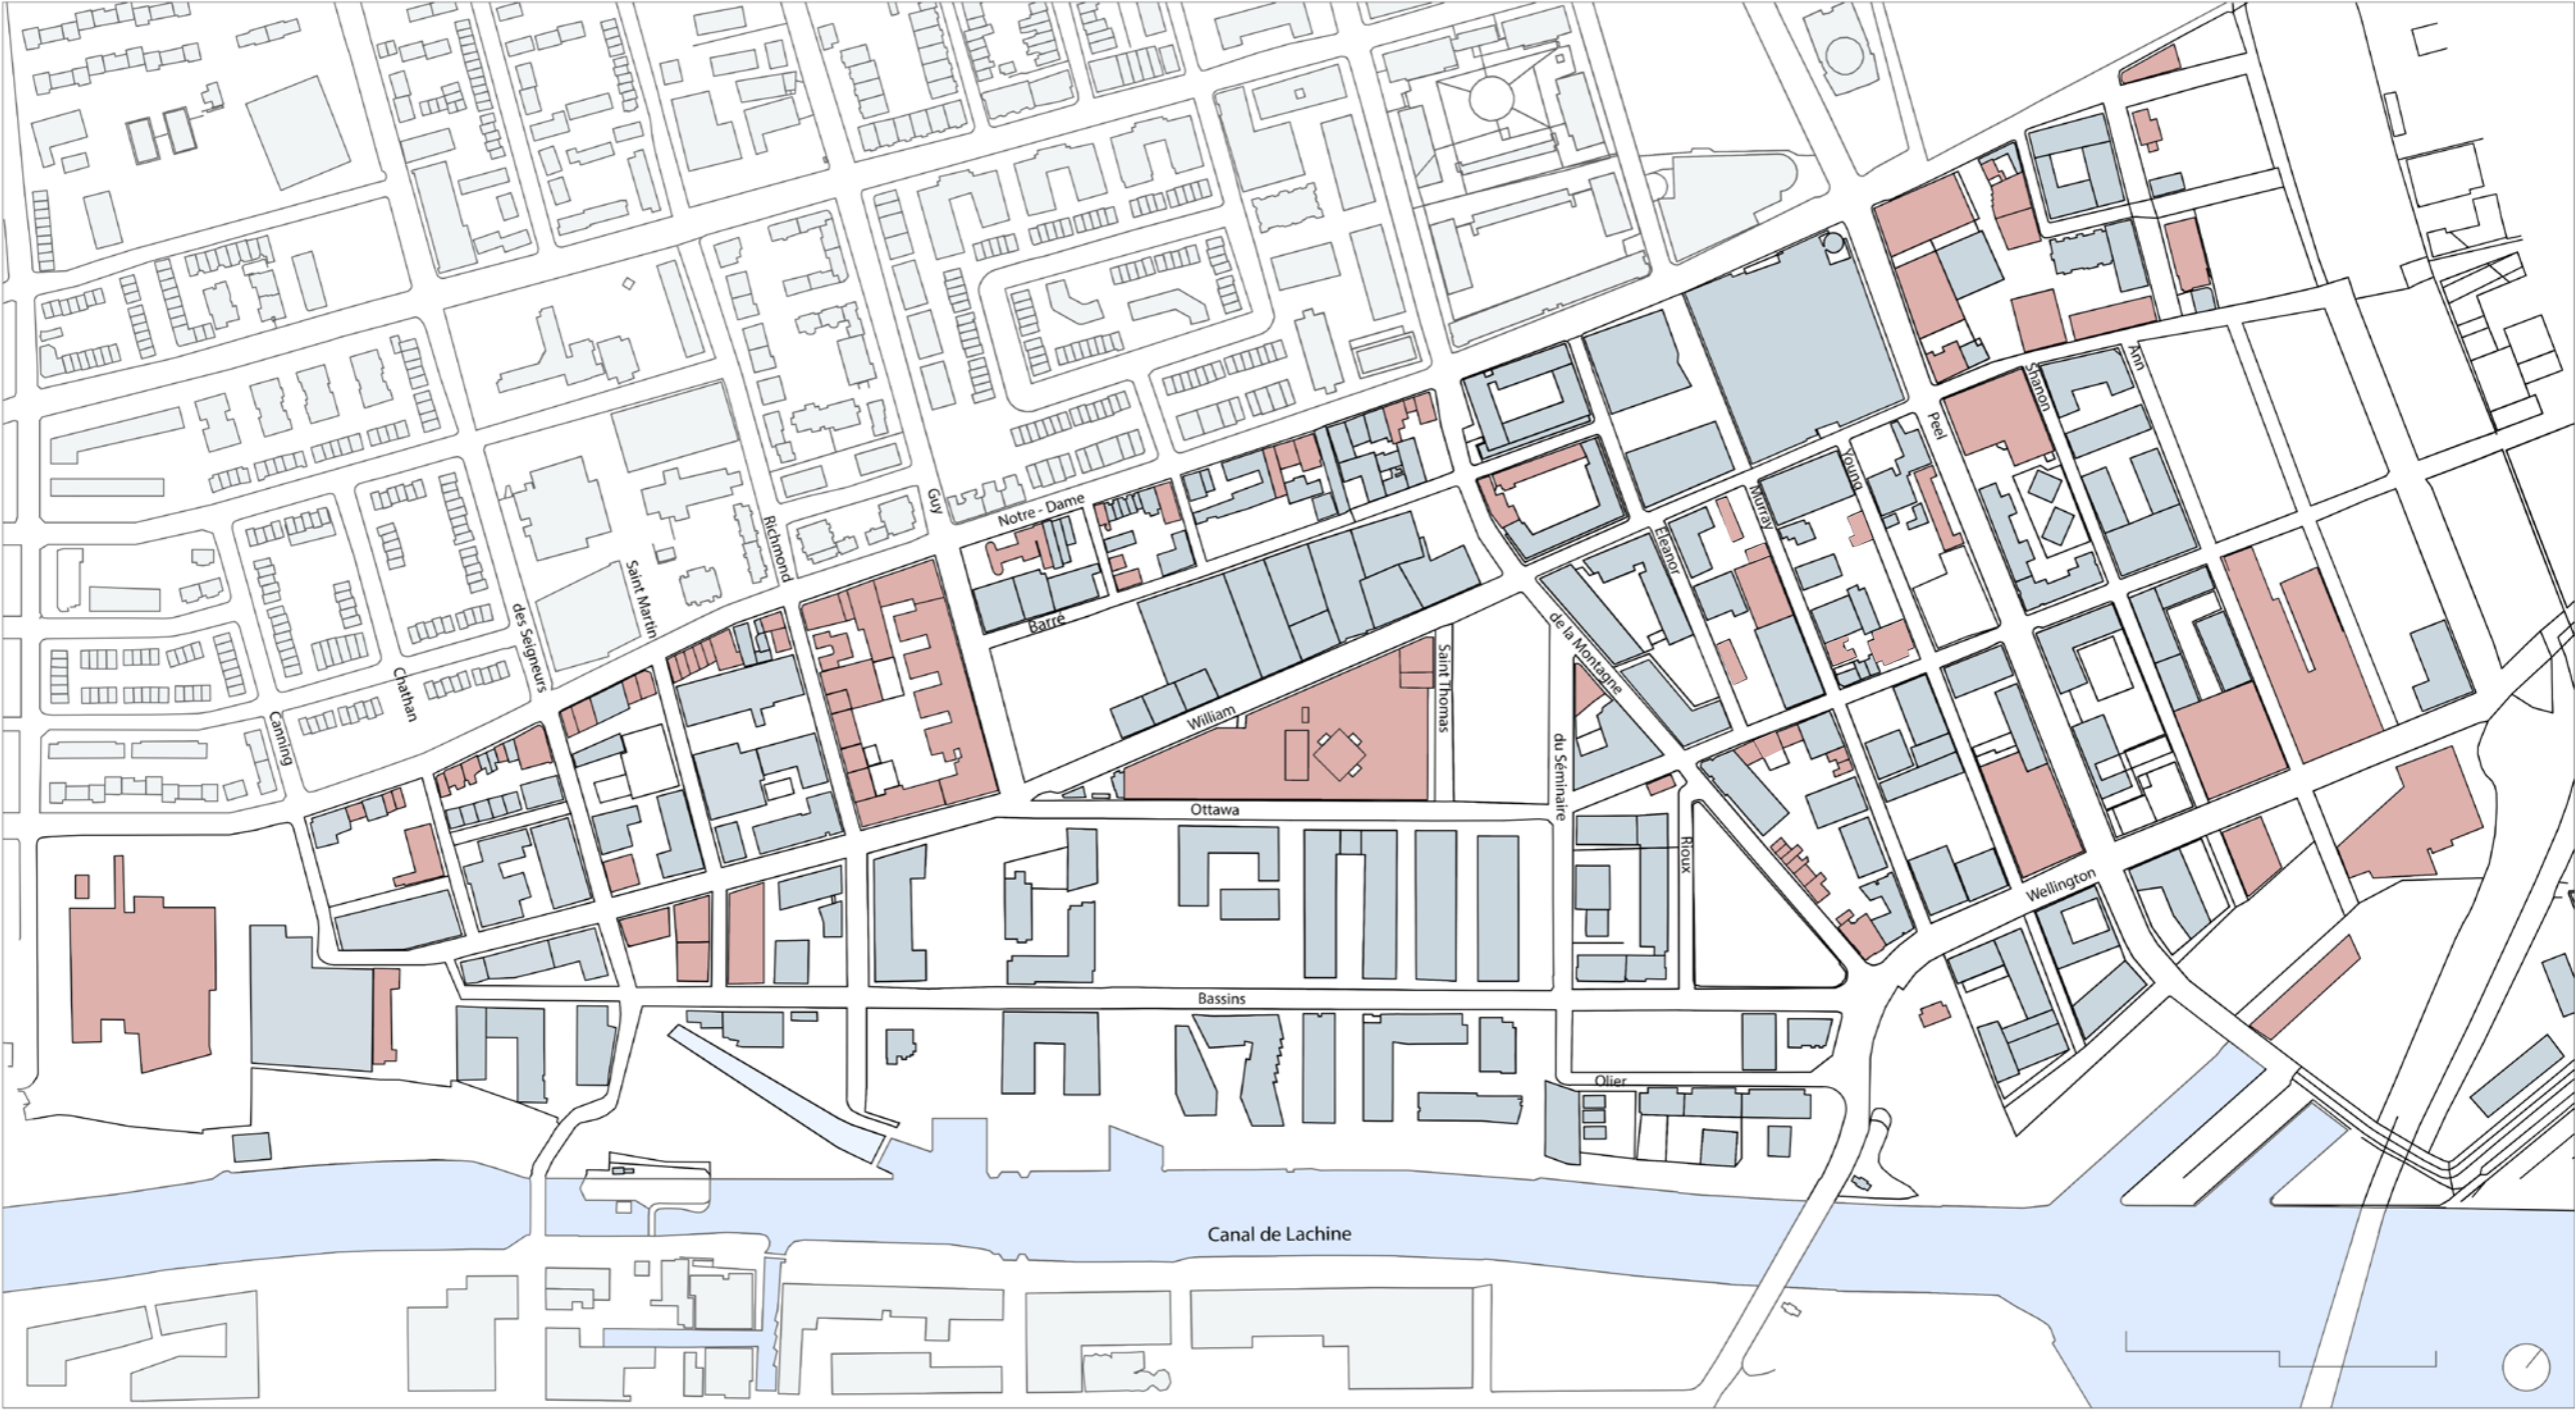 Ann
Shanon
Peel
Young
Murray
Notre - Dame
Guy
Eleanor
Richmond
Saint Martin
des Seigneurs
Barré
de la Montagne
Saint Thomas
Chathan
William
Canning
du Séminaire
Ottawa
Rioux
Wellington
Bassins
Olier
Canal de Lachine